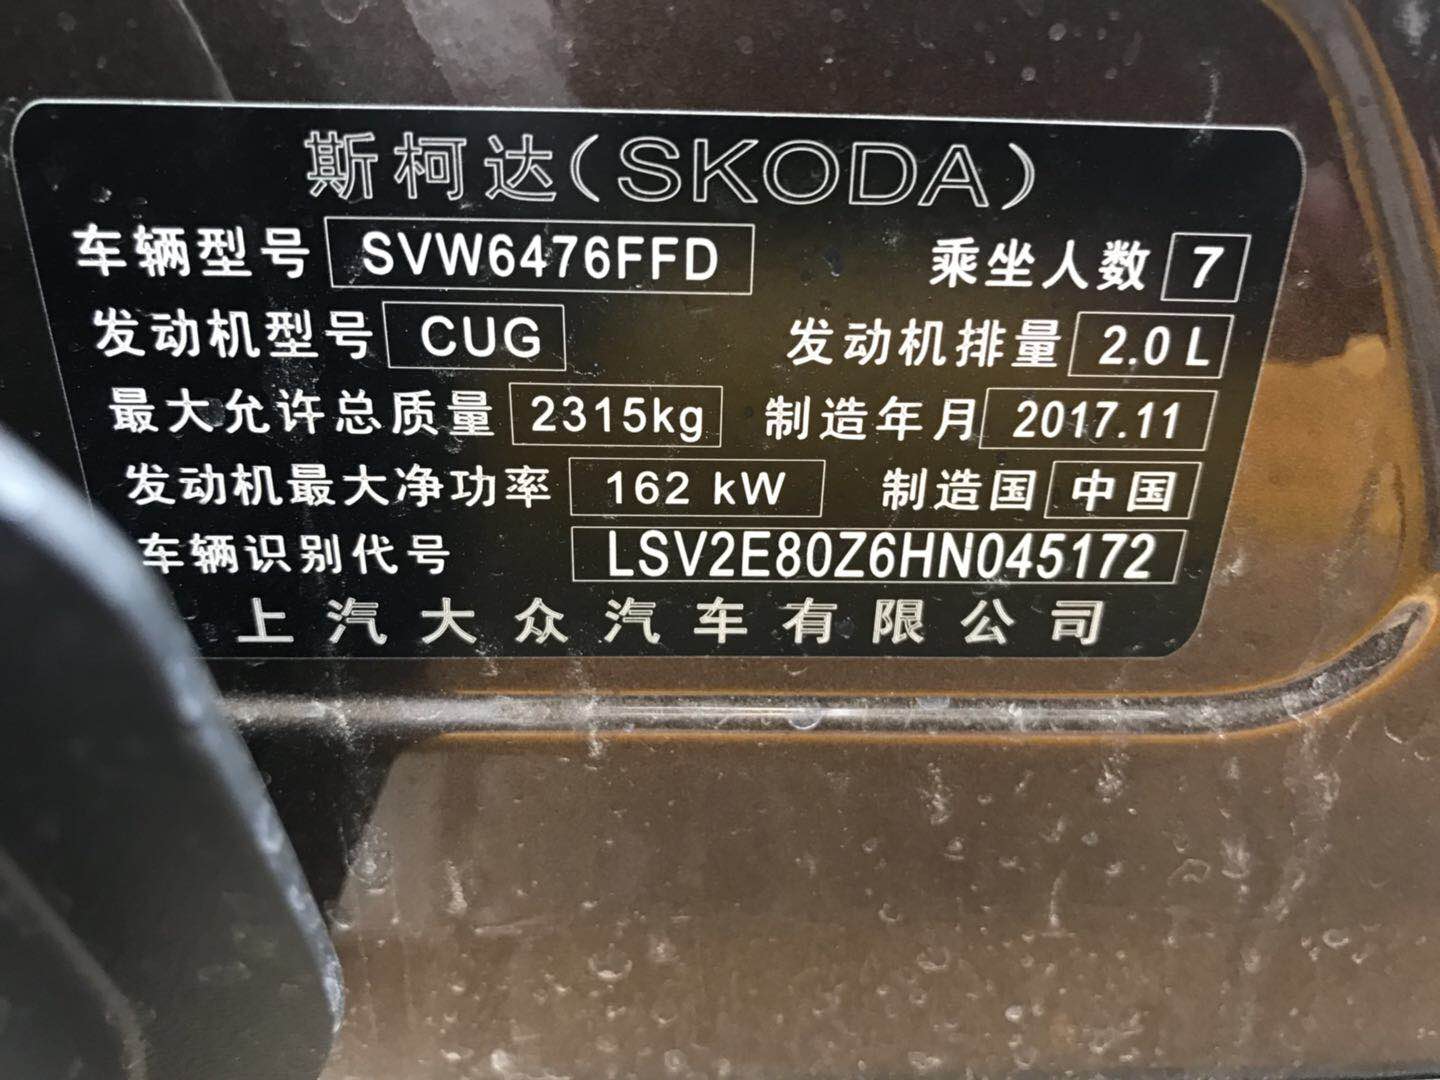 斯柯达(SKODA)
车辆型号 SVW6476FFD 乘坐人数 7
发动机型号 CUG 发动机排量 2.0 L
最大允许总质量 2315kg 制造年月 2017.11
发动机最大净功率 162 kW 制造国 中国
车辆识别代号 LSV2E80Z6HN045172
上汽大众汽车有限公司